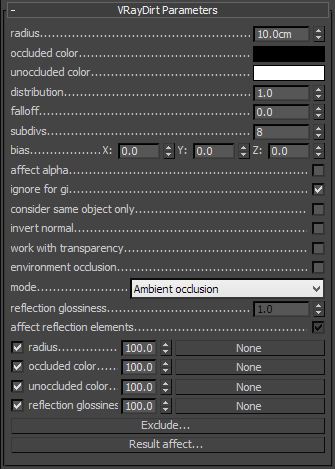 - VRayDirt Parameters
radius 10.0cm
occluded color
unoccluded color
distribution 1.0
falloff 0.0
subdivs 8
bias X: 0.0 Y: 0.0 Z: 0.0
affect alpha
ignore for gi
consider same object only
invert normal
work with transparency
environment occlusion
mode Ambient occlusion
reflection glossiness 1.0
affect reflection elements
radius 100.0 None
occluded color 100.0 None
unoccluded color 100.0 None
reflection glossines 100.0 None
Exclude...
Result affect...